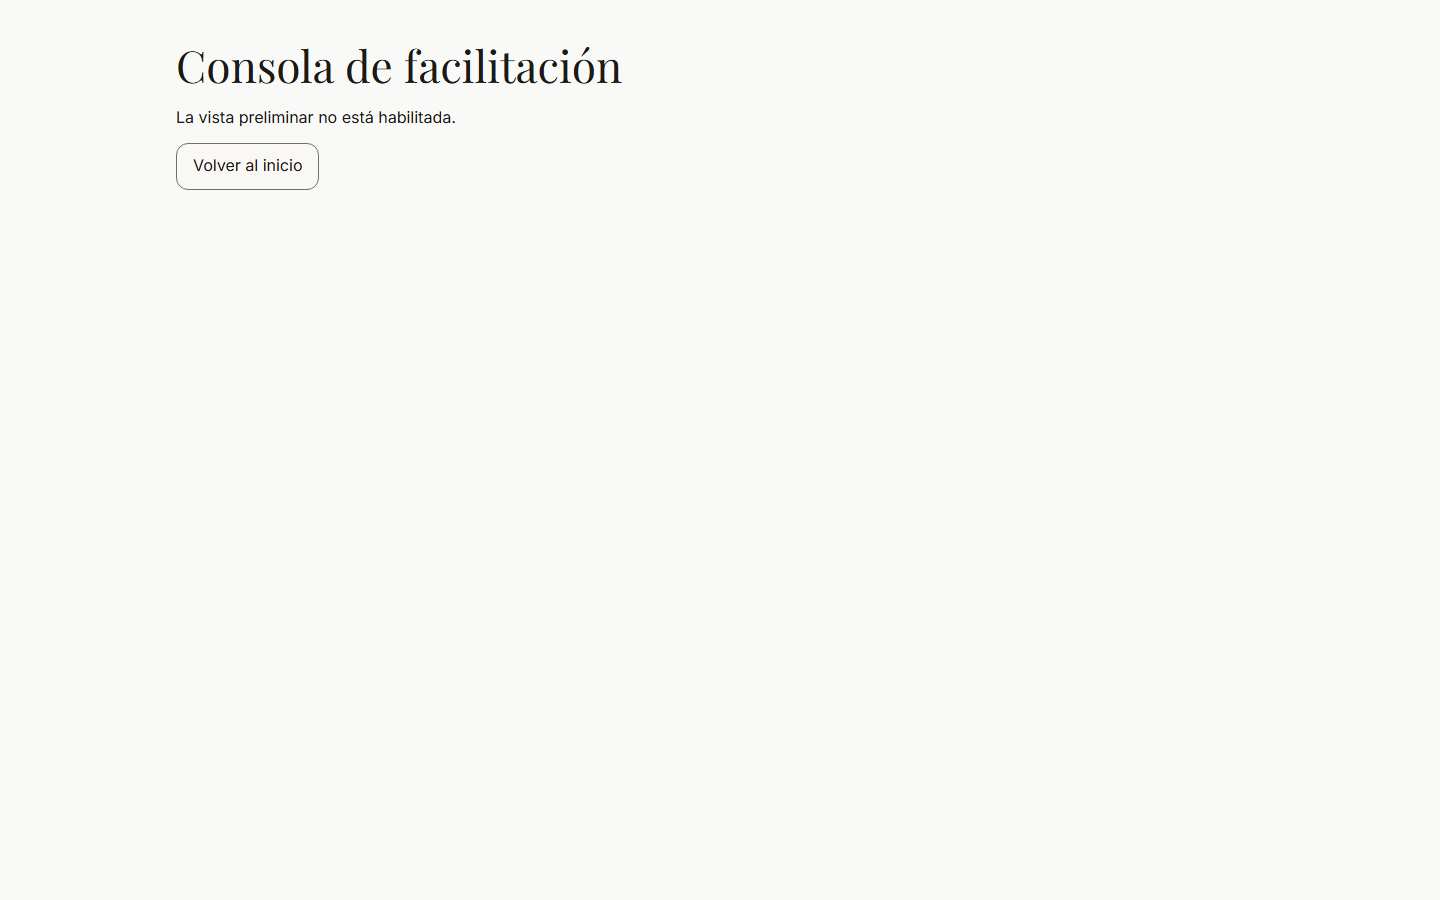 Consola de facilitación
La vista preliminar no está habilitada.
Volver al inicio